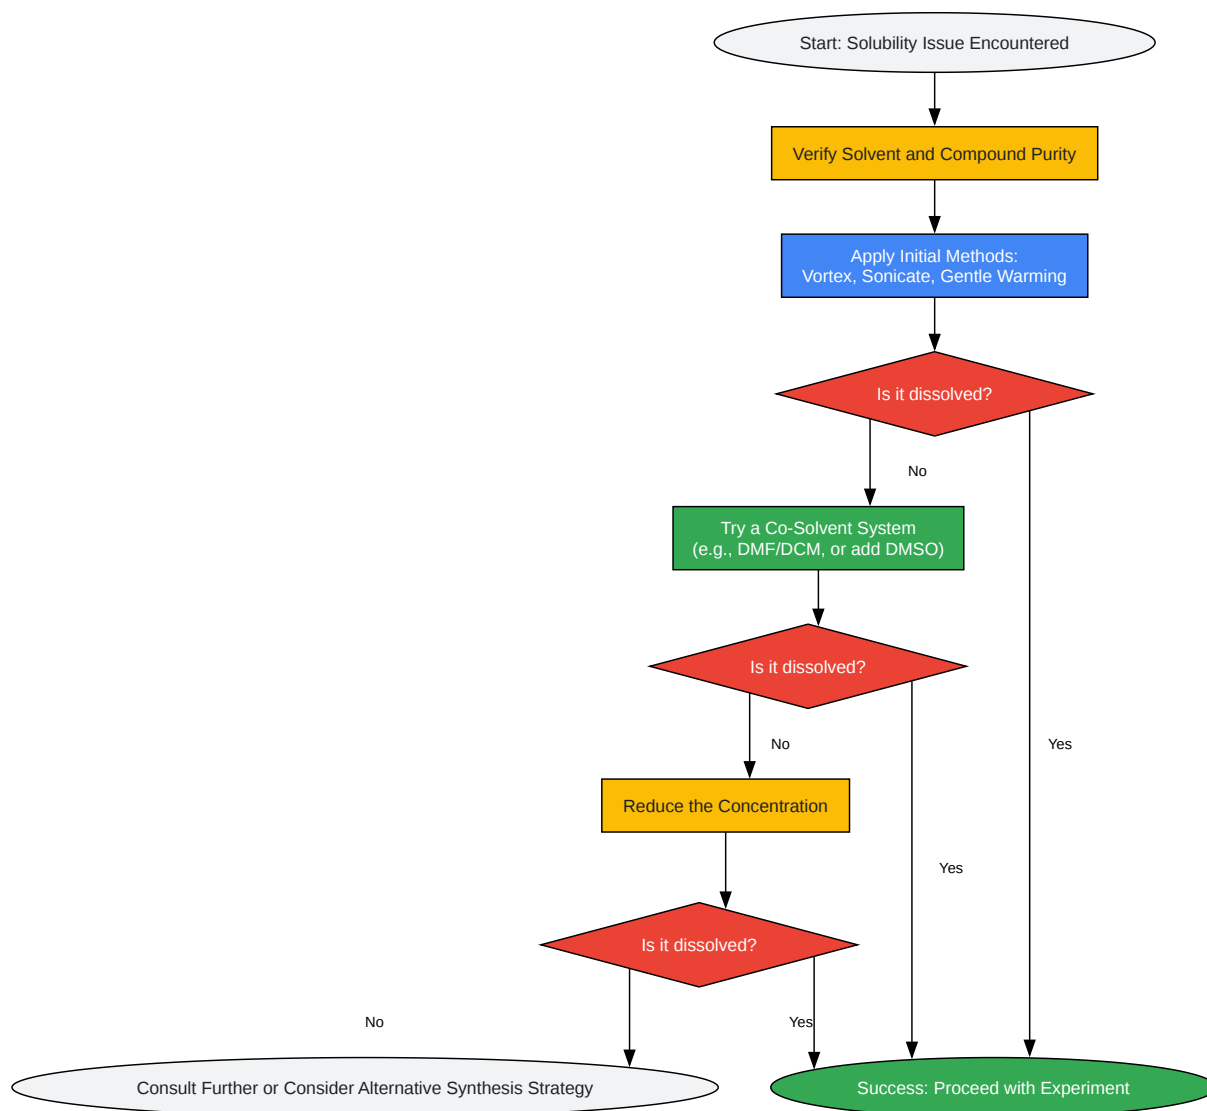 Start: Solubility Issue Encountered
Verify Solvent and Compound Purity
Apply Initial Methods:
Vortex, Sonicate, Gentle Warming
Is it dissolved?
No
Try a Co-Solvent System
(e.g., DMF/DCM, or add DMSO)
Is it dissolved?
No
Yes
Reduce the Concentration
Yes
Is it dissolved?
No
Yes
Consult Further or Consider Alternative Synthesis Strategy
Success: Proceed with Experiment